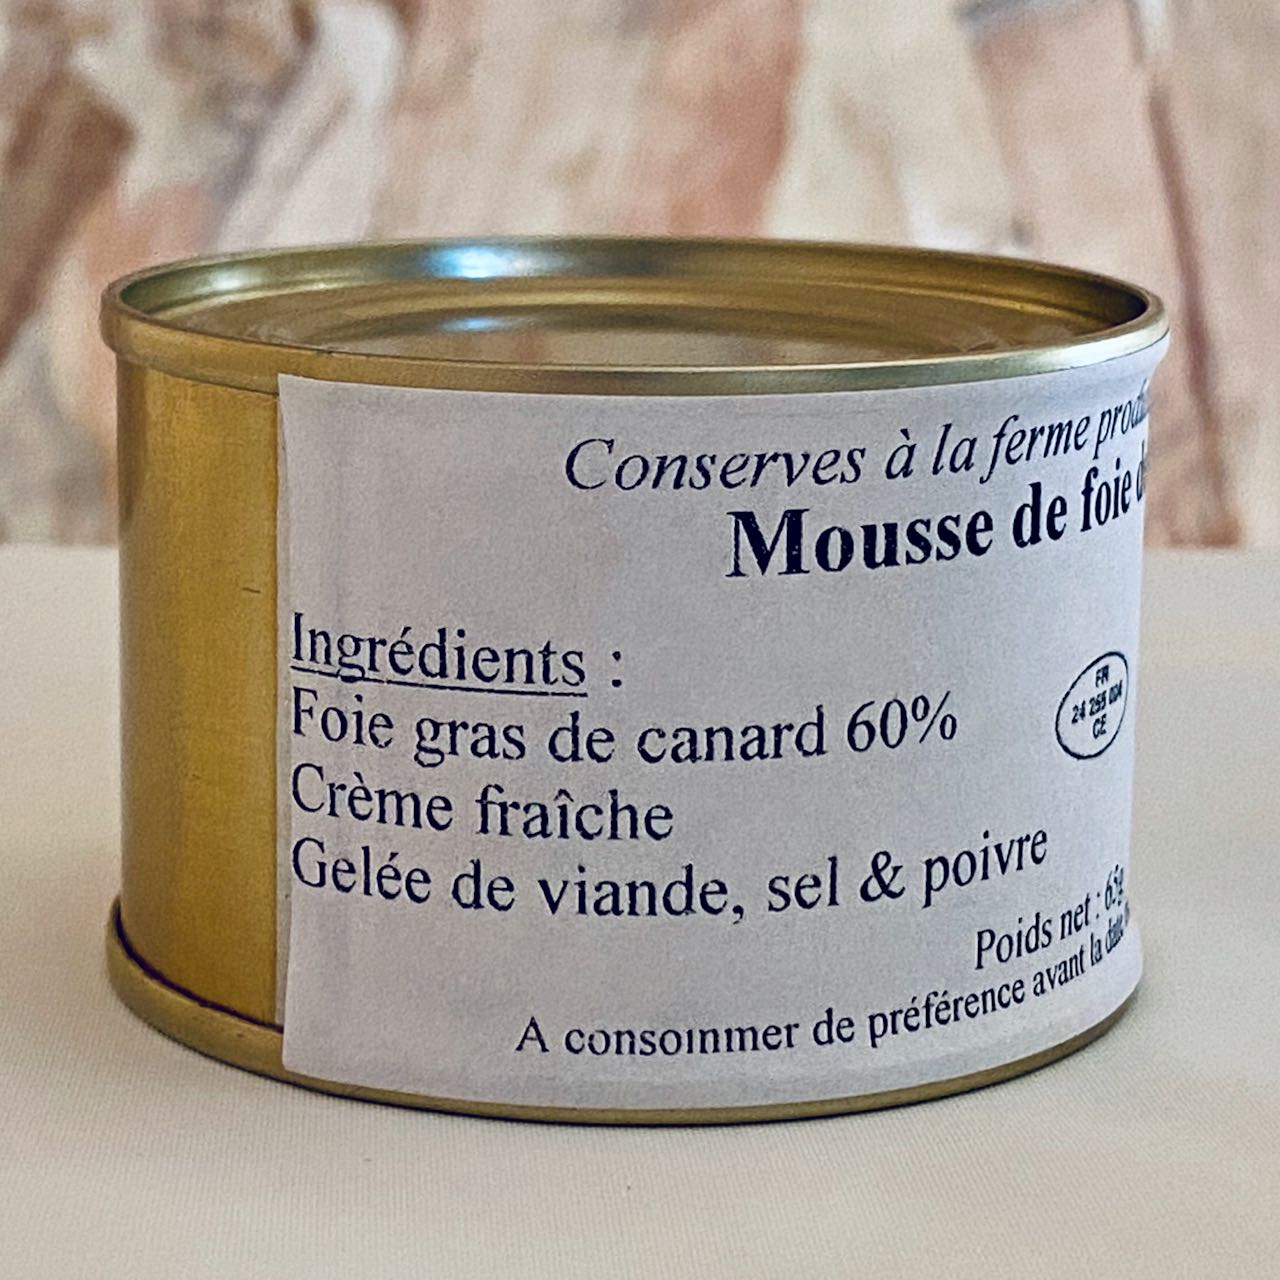 Conserves à la ferme
Mousse de foie
Ingrédients :
Foie gras de canard 60%
Crème fraîche
Gelée de viande, sel & poivre
FR
CE
Poids net : 65g
A consommer de préférence avant la date